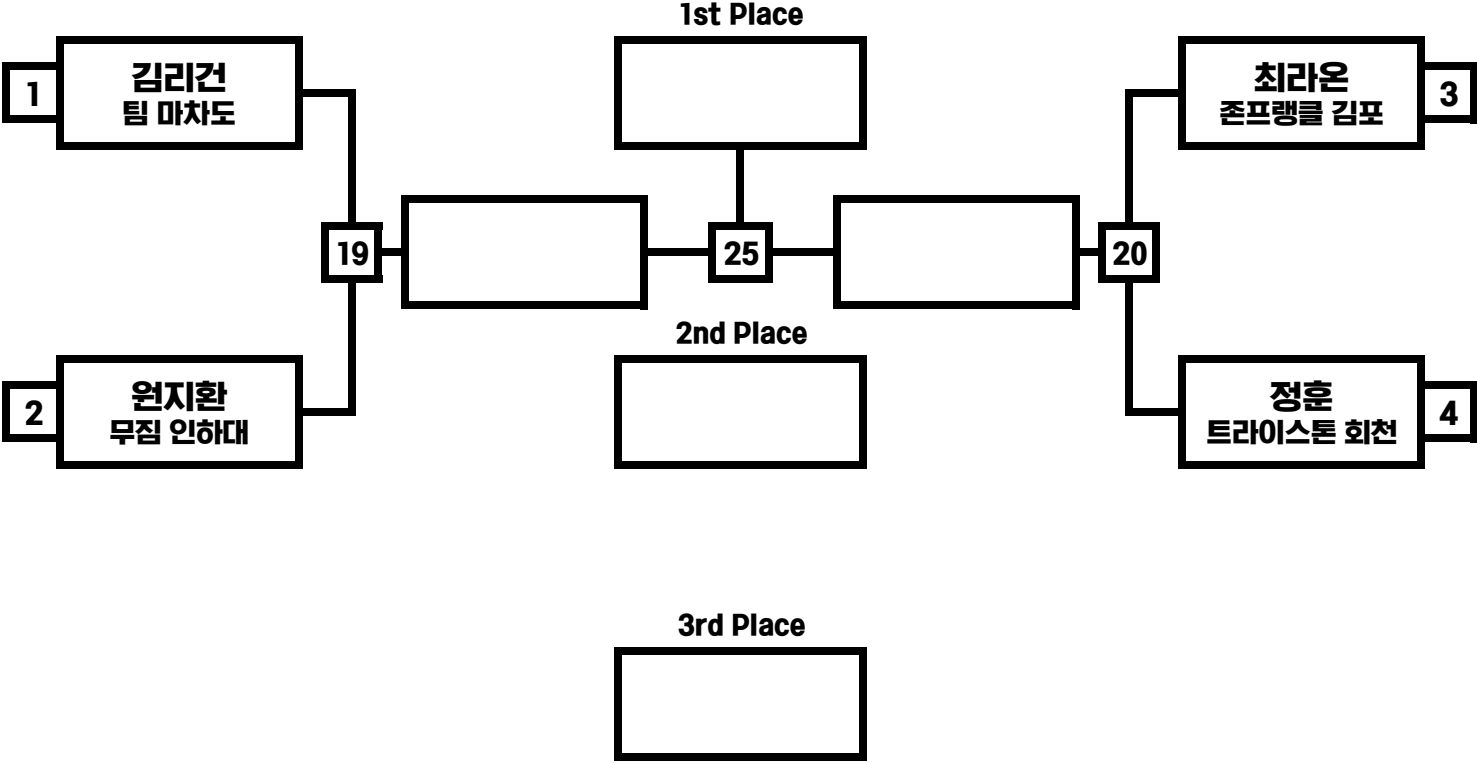 1st Place
1
김리건
팀 마차도
최라온
존프랭클 김포
3
19
25
20
2nd Place
2
원지환
무짐 인하대
정훈
트라이스톤 회천
4
3rd Place